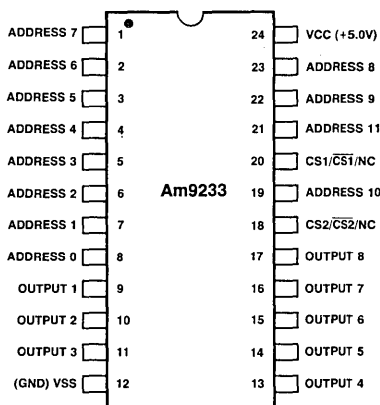 ADDRESS 7 1 24 VCC (+5.0V)
ADDRESS 6 2 23 ADDRESS 8
ADDRESS 5 3 22 ADDRESS 9
ADDRESS 4 4 21 ADDRESS 11
ADDRESS 3 5 20 CS1/C̅S̅1̅/NC
ADDRESS 2 6 Am9233 19 ADDRESS 10
ADDRESS 1 7 18 CS2/C̅S̅2̅/NC
ADDRESS 0 8 17 OUTPUT 8
OUTPUT 1 9 16 OUTPUT 7
OUTPUT 2 10 15 OUTPUT 6
OUTPUT 3 11 14 OUTPUT 5
(GND) VSS 12 13 OUTPUT 4